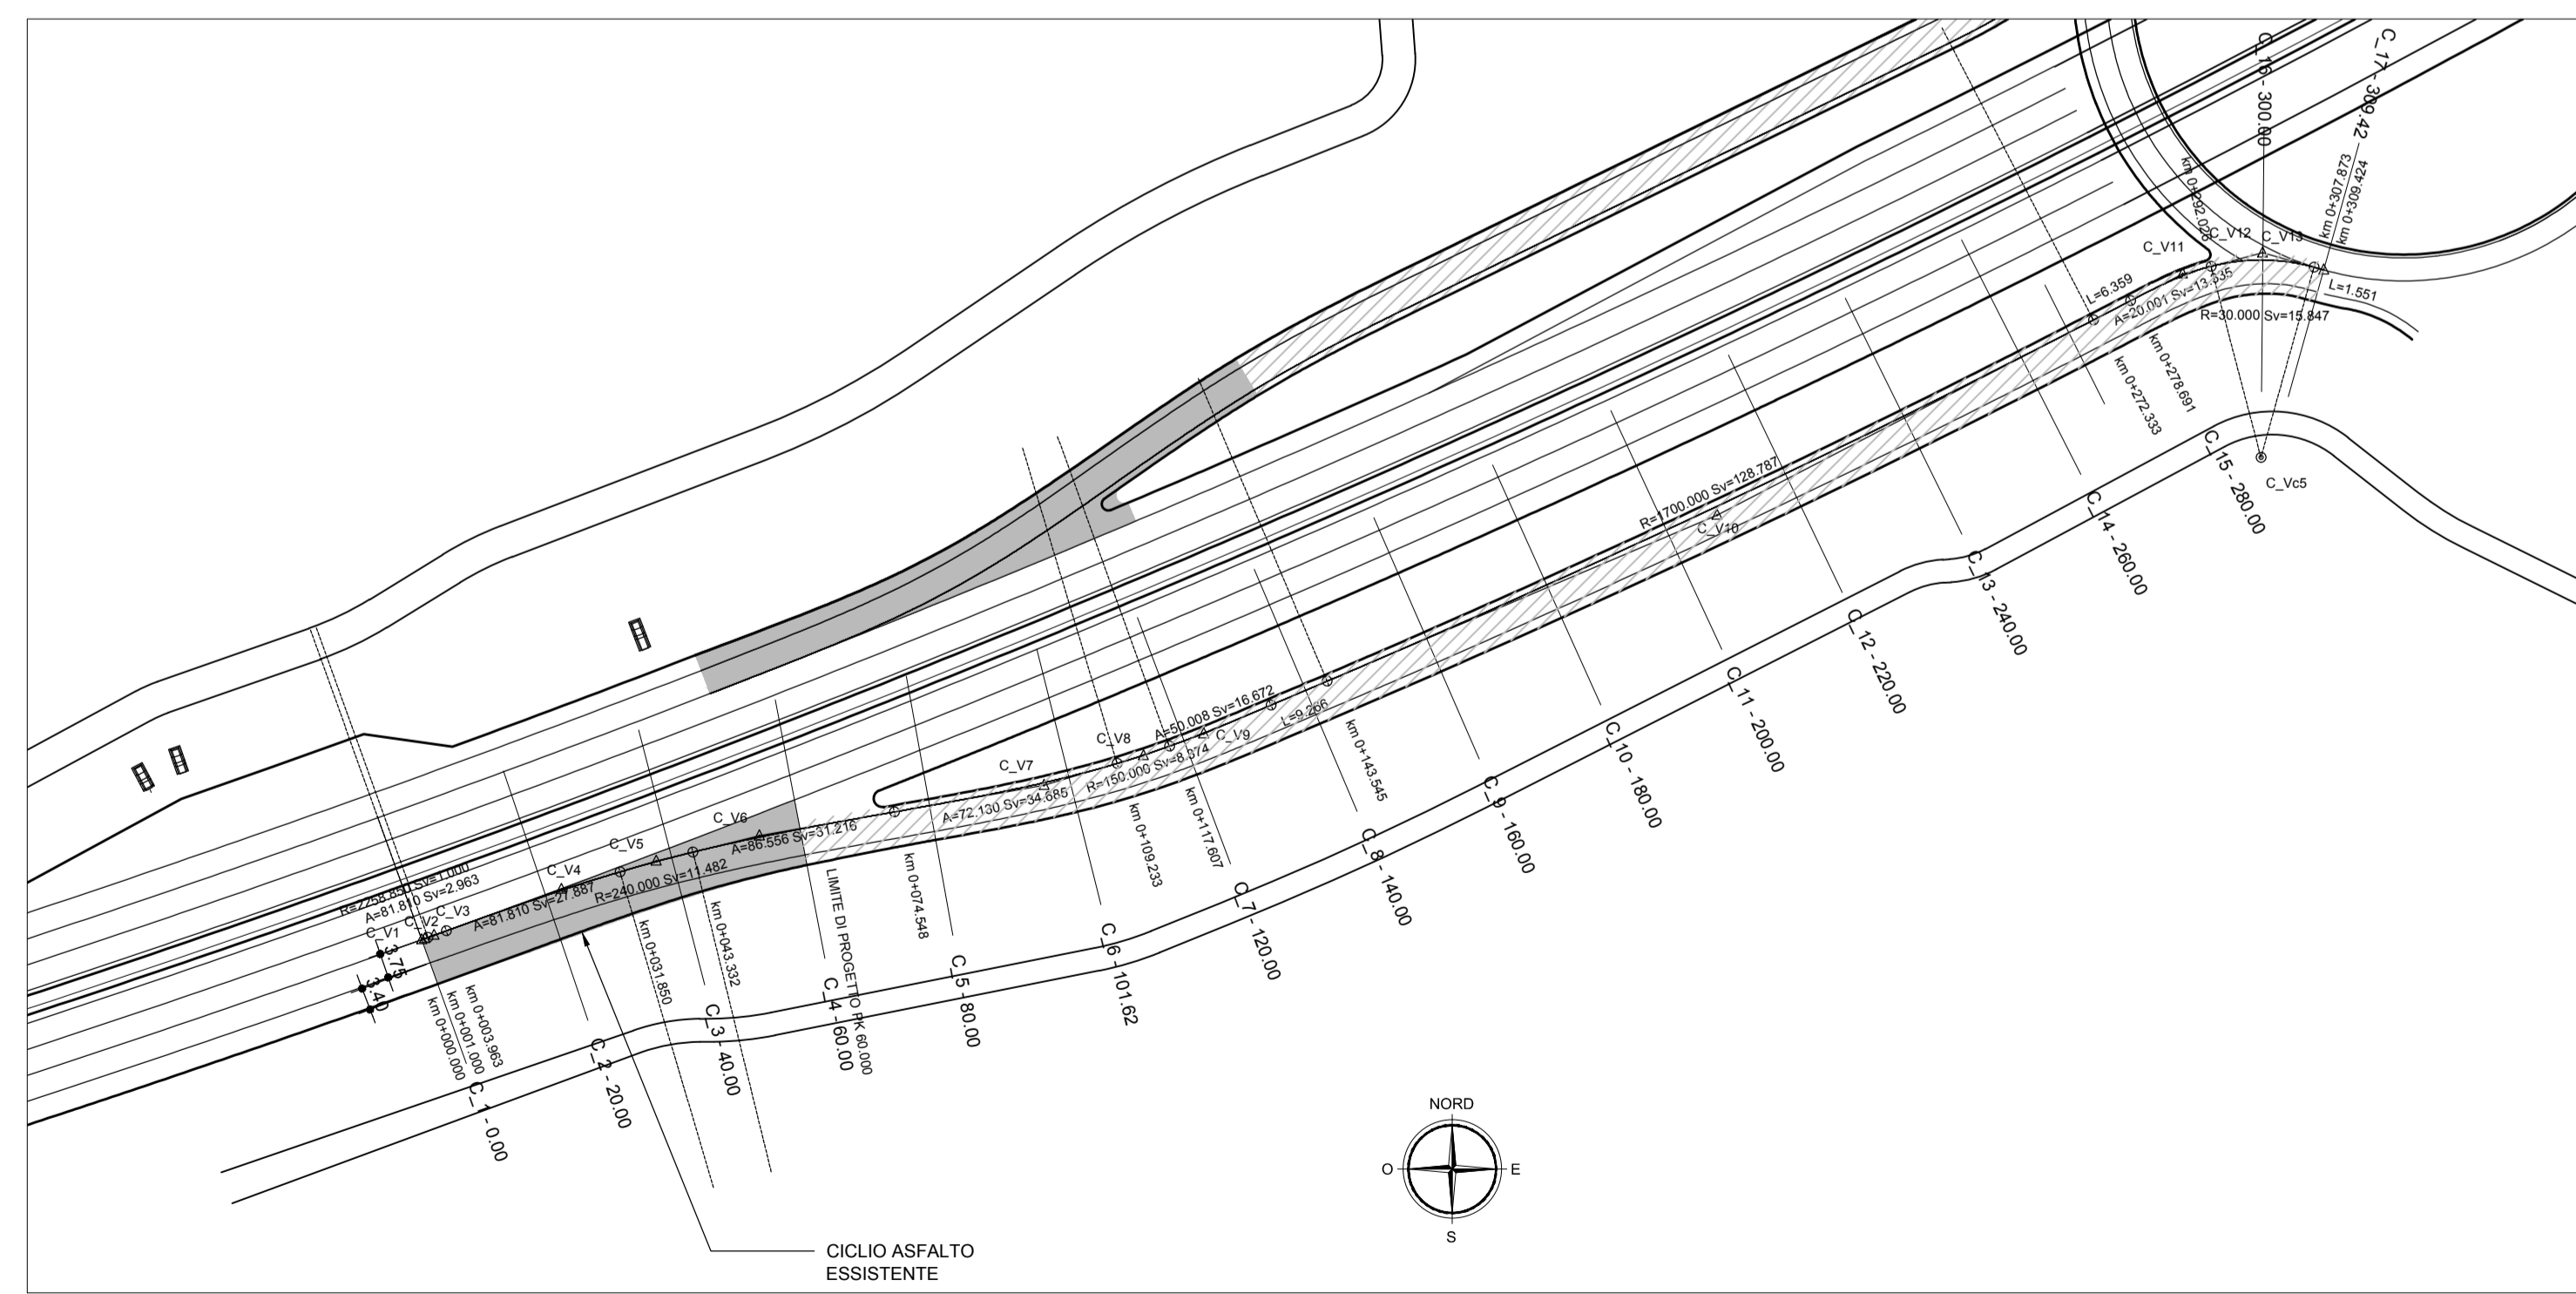 C_16 - 300.00
C_17 - 309.42
km 0+307.873
km 0+309.424
km 0+292.026
C_V11
C_V12
C_V13
L=6.359
A=20.001 Sv=13.335
L=1.551
R=30.000 Sv=15.847
km 0+278.691
km 0+272.333
C_Vc5
C_15 - 280.00
C_14 - 260.00
C_13 - 240.00
C_12 - 220.00
C_11 - 200.00
C_10 - 180.00
C_9 - 160.00
C_8 - 140.00
C_7 - 120.00
C_6 - 101.62
C_5 - 80.00
C_4 - 60.00
LIMITE DI PROGETTO PK 60.000
C_3 - 40.00
C_2 - 20.00
C_1 - 0.00
R=1700.000 Sv=128.787
C_V10
A=50.008 Sv=16.672
L=9.266
C_V9
C_V8
R=150.000 Sv=8.374
km 0+143.545
km 0+117.607
km 0+109.233
C_V7
A=72.130 Sv=34.685
km 0+074.548
C_V6
A=86.556 Sv=31.216
C_V5
R=240.000 Sv=11.482
C_V4
A=81.810 Sv=27.887
km 0+043.332
km 0+031.850
R=2258.850 Sv=1.000
A=81.810 Sv=2.963
C_V3
C_V2
C_V1
3.75
3.40
km 0+003.963
km 0+001.000
km 0+000.000
NORD
O
E
S
CICLIO ASFALTO
ESSISTENTE